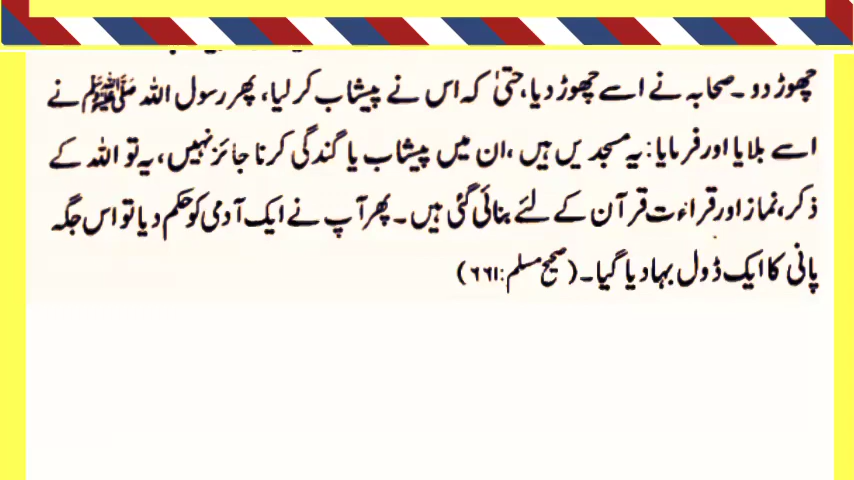 چھوڑ دو ۔ صحابہ نے اسے چھوڑ دیا، حتیٰ کہ اس نے پیشاب کر لیا، پھر رسول اللہ ﷺ نے
اسے بلایا اور فرمایا: یہ مسجدیں ہیں، ان میں پیشاب یا گندگی کرنا جائز نہیں، یہ تو اللہ کے
ذکر، نماز اور قراءت قرآن کے لئے بنائی گئی ہیں۔ پھر آپ نے ایک آدمی کو حکم دیا تو اس جگہ
پانی کا ایک ڈول بہا دیا گیا۔ (صحیح مسلم: ٦٦١)